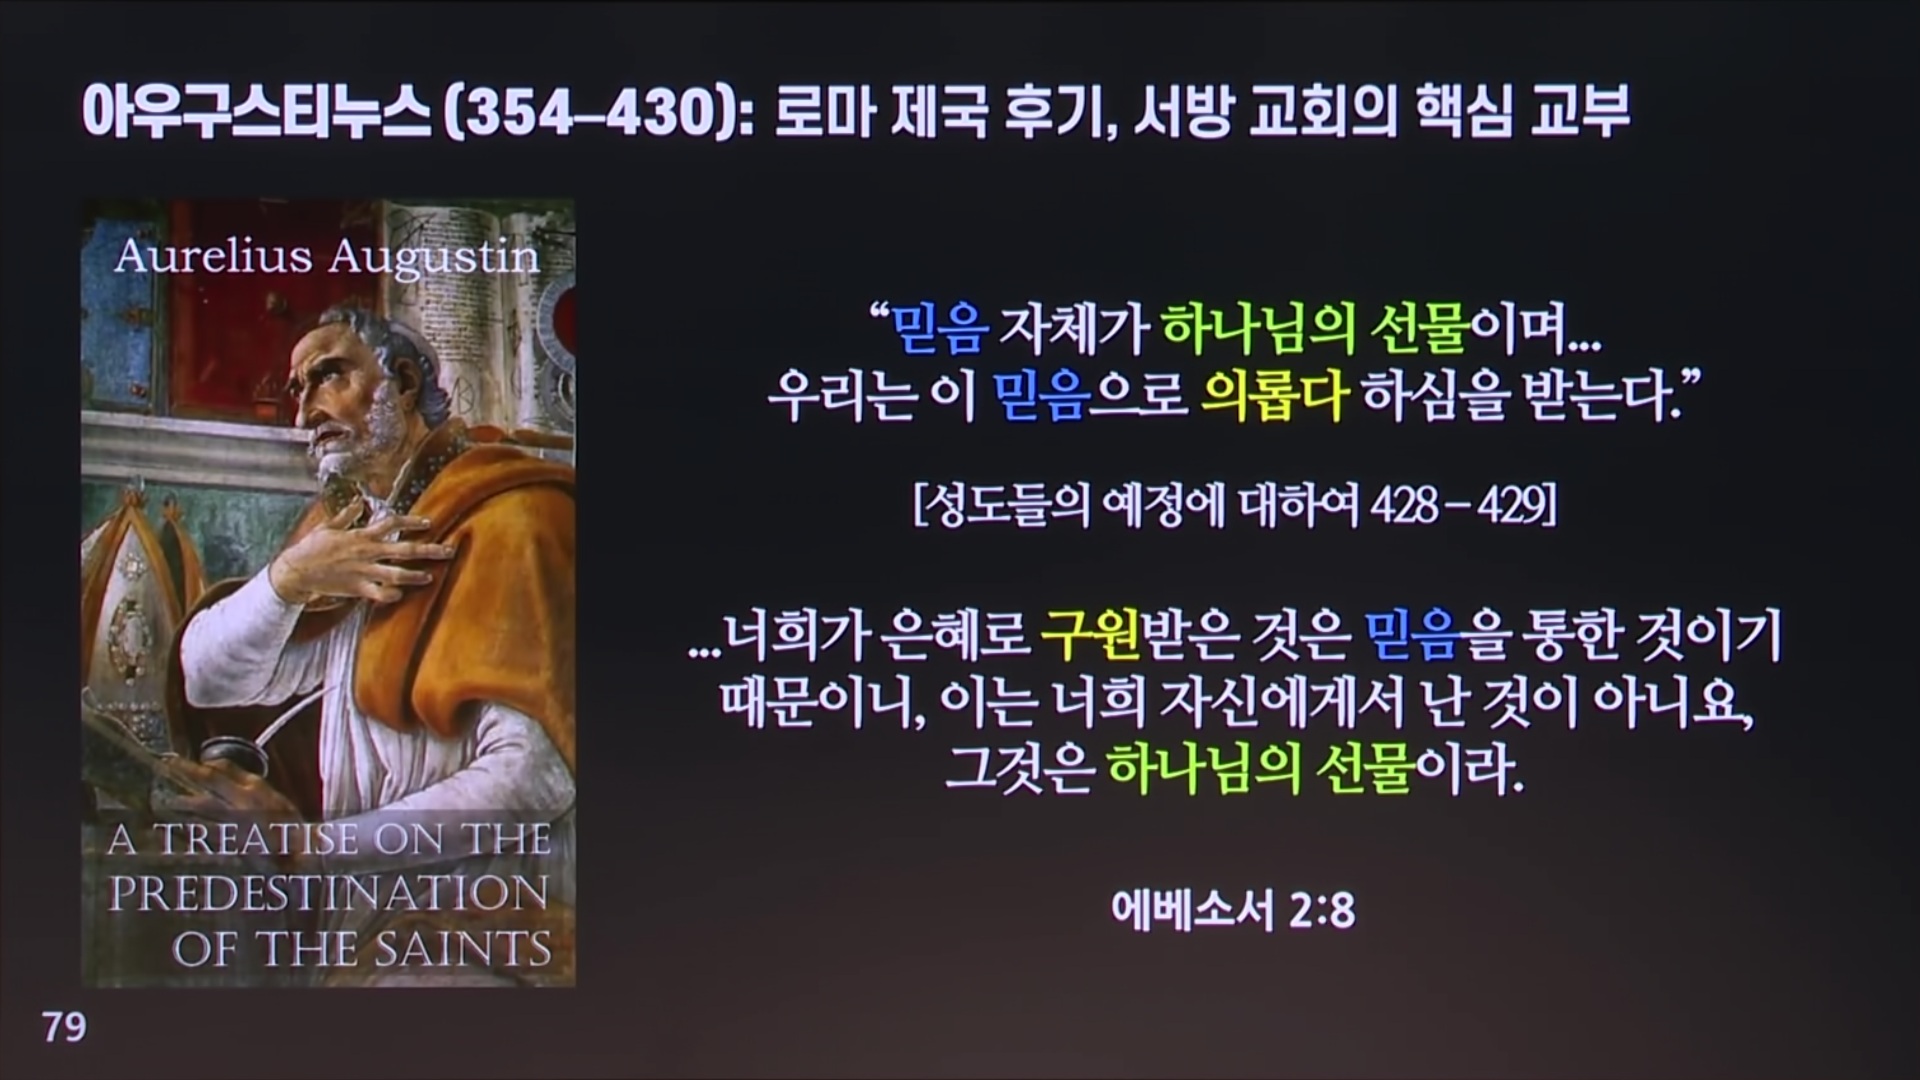 아우구스티누스 (354–430): 로마 제국 후기, 서방 교회의 핵심 교부
Aurelius Augustin
A TREATISE ON THE
PREDESTINATION
OF THE SAINTS
“믿음 자체가 하나님의 선물이며...
우리는 이 믿음으로 의롭다 하심을 받는다.”
[성도들의 예정에 대하여 428 – 429]
...너희가 은혜로 구원받은 것은 믿음을 통한 것이기
때문이니, 이는 너희 자신에게서 난 것이 아니요,
그것은 하나님의 선물이라.
에베소서 2:8
79